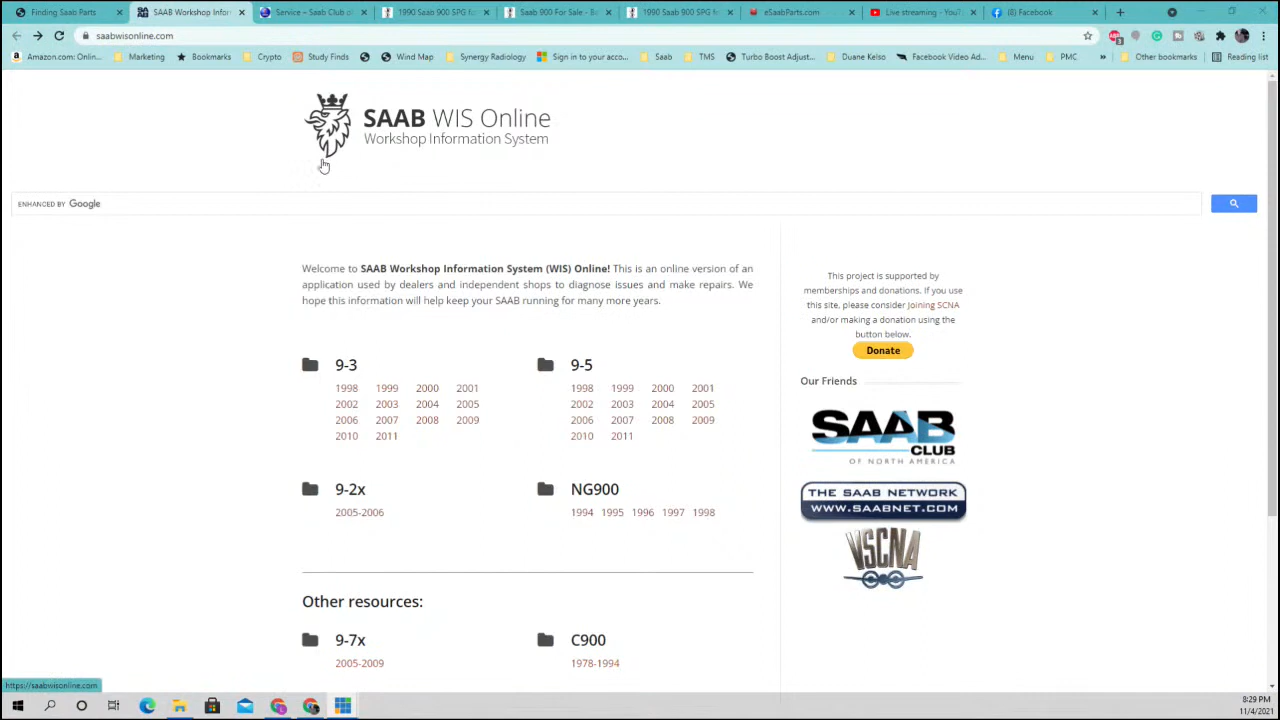 Finding Saab Parts
SAAB Workshop Infor
Service – Saab Club o
1990 Saab 900 SPG fo
Saab 900 For Sale - B
1990 Saab 900 SPG fo
eSaabParts.com
Live streaming - YouT
(8) Facebook
saabwisonline.com
Amazon.com: Onlin...
Marketing
Bookmarks
Crypto
Study Finds
Wind Map
Synergy Radiology
Sign in to your acco...
Saab
TMS
Turbo Boost Adjust...
Duane Kelso
Facebook Video Ad...
Menu
PMC
Other bookmarks
Reading list
SAAB WIS Online
Workshop Information System
ENHANCED BY Google
Welcome to SAAB Workshop Information System (WIS) Online! This is an online version of an
application used by dealers and independent shops to diagnose issues and make repairs. We
hope this information will help keep your SAAB running for many more years.
9-3
1998 1999 2000 2001
2002 2003 2004 2005
2006 2007 2008 2009
2010 2011
9-5
1998 1999 2000 2001
2002 2003 2004 2005
2006 2007 2008 2009
2010 2011
9-2x
2005-2006
NG900
1994 1995 1996 1997 1998
Other resources:
9-7x
2005-2009
C900
1978-1994
This project is supported by
memberships and donations. If you use
this site, please consider Joining SCNA
and/or making a donation using the
button below.
Donate
Our Friends
SAAB
CLUB
OF NORTH AMERICA
THE SAAB NETWORK
WWW.SAABNET.COM
VSCNA
https://saabwisonline.com
8:29 PM
11/4/2021